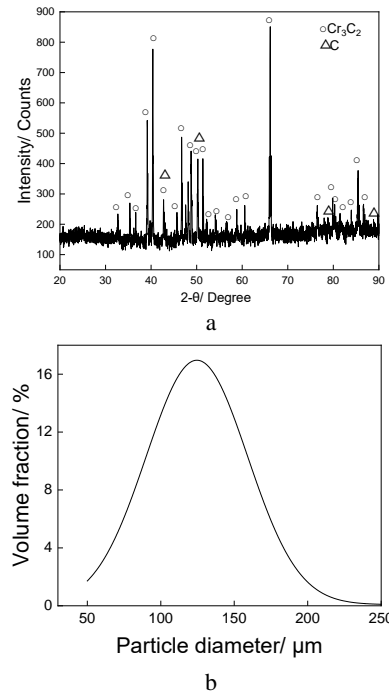 900
800
700
600
500
400
300
200
100
Intensity/ Counts
○ Cr₃C₂
△ C
20 30 40 50 60 70 80 90
2-θ/ Degree
a
16
12
8
4
0
Volume fraction/ %
50 100 150 200 250
Particle diameter/ μm
b